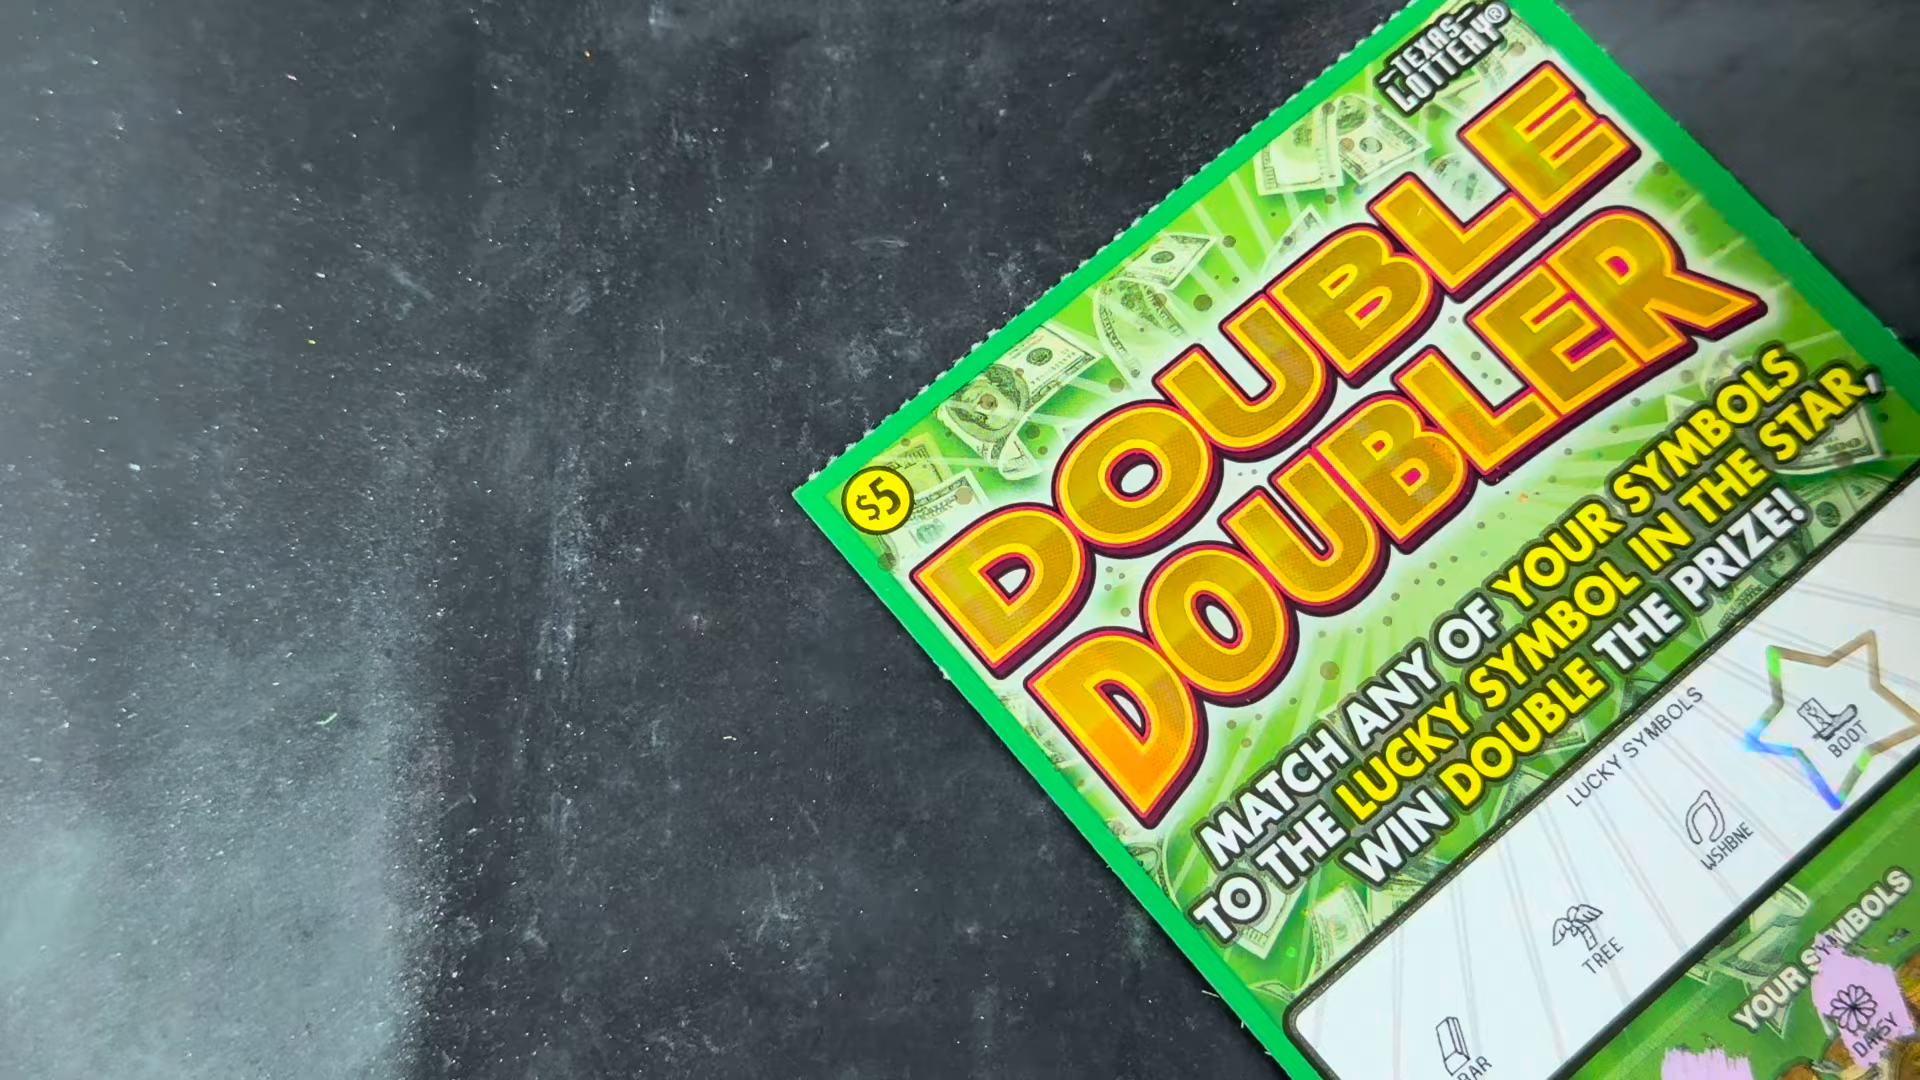 TEXAS
LOTTERY®
$5
DOUBLE
DOUBLER
MATCH ANY OF YOUR SYMBOLS
TO THE LUCKY SYMBOL IN THE STAR,
WIN DOUBLE THE PRIZE!
LUCKY SYMBOLS
BOOT
WSHBNE
TREE
YOUR SYMBOLS
DAISY